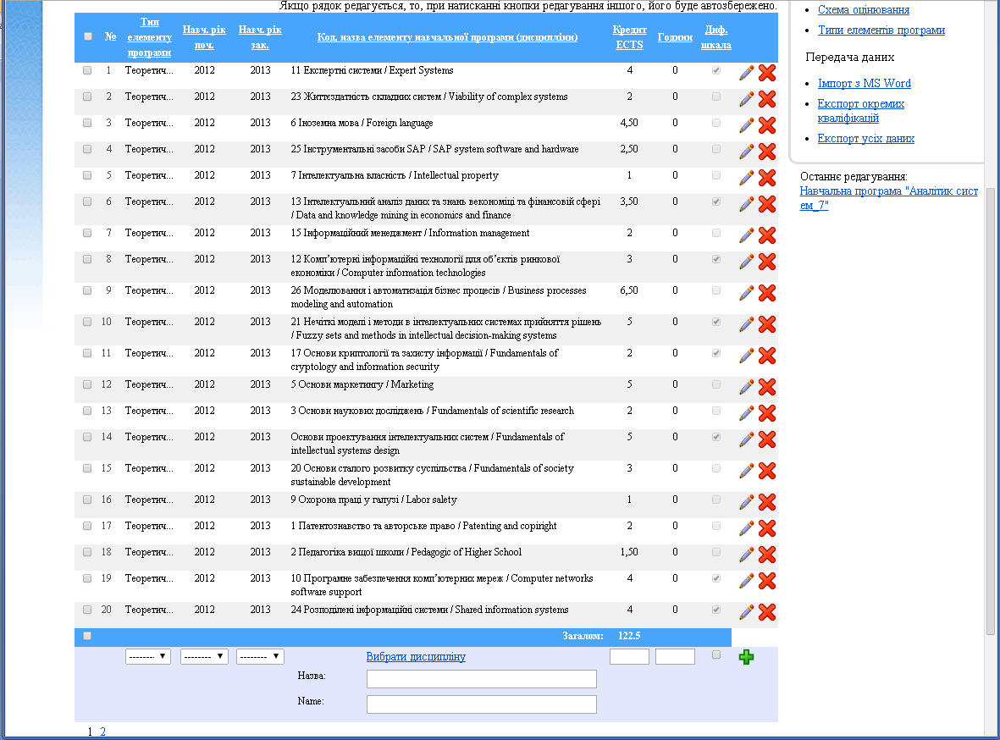 Якщо рядок редагується, то, при натисканні кнопки редагування іншого, його буде автозбережено.
№
Тип
елементу
програми
Навч. рік
поч.
Навч. рік
зак.
Код, назва елементу навчальної програми (дисципліни)
Кредит
ECTS
Години
Диф.
шкала
1 Теоретич... 2012 2013 11 Експертні системи / Expert Systems 4 0
2 Теоретич... 2012 2013 23 Життєздатність складних систем / Viability of complex systems 2 0
3 Теоретич... 2012 2013 6 Іноземна мова / Foreign language 4,50 0
4 Теоретич... 2012 2013 25 Інструментальні засоби SAP / SAP system software and hardware 2,50 0
5 Теоретич... 2012 2013 7 Інтелектуальна власність / Intellectual property 1 0
6 Теоретич... 2012 2013 13 Інтелектуальний аналіз даних та знань векономіці та фінансовій сфері 3,50 0
/ Data and knowledge mining in economics and finance
7 Теоретич... 2012 2013 15 Інформаційний менеджмент / Information management 2 0
8 Теоретич... 2012 2013 12 Комп’ютерні інформаційні технології для об’єктів ринкової 3 0
економіки / Computer information technologies
9 Теоретич... 2012 2013 26 Моделювання і автоматизація бізнес процесів / Business processes 6,50 0
modeling and automation
10 Теоретич... 2012 2013 21 Нечіткі моделі і методи в інтелектуальних системах прийняття рішень 5 0
/ Fuzzy sets and methods in intellectual decision-making systems
11 Теоретич... 2012 2013 17 Основи криптології та захисту інформації / Fundamentals of 2 0
cryptology and information security
12 Теоретич... 2012 2013 5 Основи маркетингу / Marketing 5 0
13 Теоретич... 2012 2013 3 Основи наукових досліджень / Fundamentals of scientific research 2 0
14 Теоретич... 2012 2013 Основи проектування інтелектуальних систем / Fundamentals of 5 0
intellectual systems design
15 Теоретич... 2012 2013 20 Основи сталого розвитку суспільства / Fundamentals of society 3 0
sustainable development
16 Теоретич... 2012 2013 9 Охорона праці у галузі / Labor salety 1 0
17 Теоретич... 2012 2013 1 Патентознавство та авторське право / Patenting and copiright 2 0
18 Теоретич... 2012 2013 2 Педагогіка вищої школи / Pedagogic of Higher School 1,50 0
19 Теоретич... 2012 2013 10 Програмне забезпечення комп’ютерних мереж / Computer networks 4 0
software support
20 Теоретич... 2012 2013 24 Розподілені інформаційні системи / Shared information systems 4 0
Загалом: 122.5
------- ------- ------- Вибрати дисципліну
Назва:
Name:
1 2
Схема оцінювання
Типи елементів програми
Передача даних
Імпорт з MS Word
Експорт окремих
кваліфікацій
Експорт усіх даних
Останнє редагування:
Навчальна програма "Аналітик сист
ем_7"